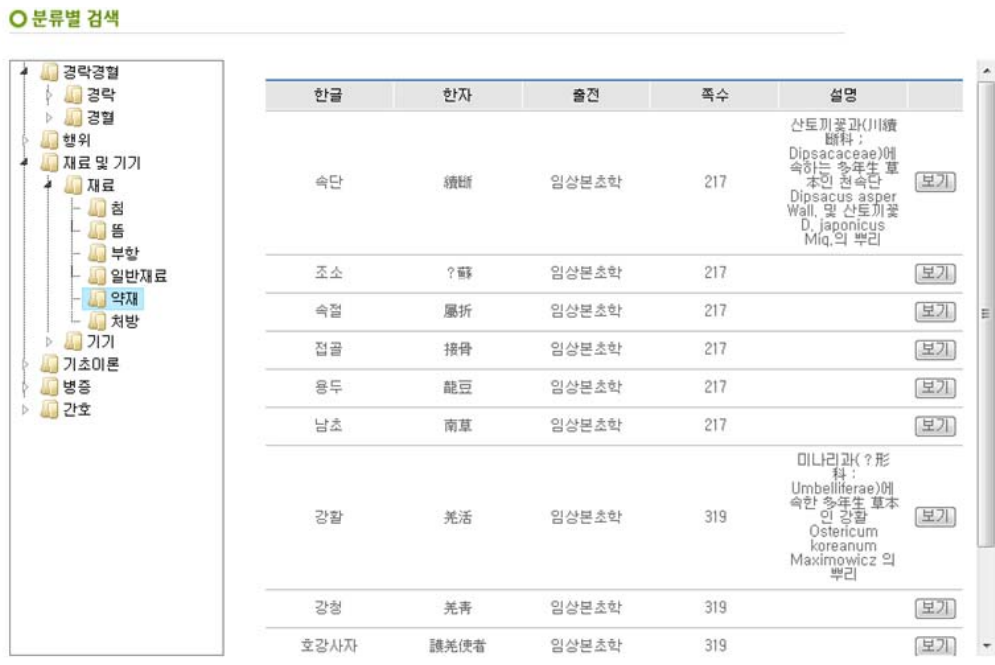 분류별 검색
경락경혈
경락
경혈
행위
재료 및 기기
재료
침
뜸
부항
일반재료
약재
처방
기기
기초이론
병증
간호
한글 한자 출전 쪽수 설명
속단 續斷 임상본초학 217 보기
산토끼꽃과(川續
斷科 ;
Dipsacaceae)에
속하는 多年生 草
本인 천속단
Dipsacus asper
Wall. 및 산토끼꽃
D. japonicus
Miq.의 뿌리
조소 ?蘇 임상본초학 217 보기
속절 屬折 임상본초학 217 보기
접골 接骨 임상본초학 217 보기
용두 龍豆 임상본초학 217 보기
남초 南草 임상본초학 217 보기
강활 羌活 임상본초학 319 보기
미나리과( ? 形
科 ;
Umbelliferae)에
속한 多年生 草本
인 강활
Ostericum
koreanum
Maximowicz 의
뿌리
강청 羌靑 임상본초학 319 보기
호강사자 護羌使者 임상본초학 319 보기